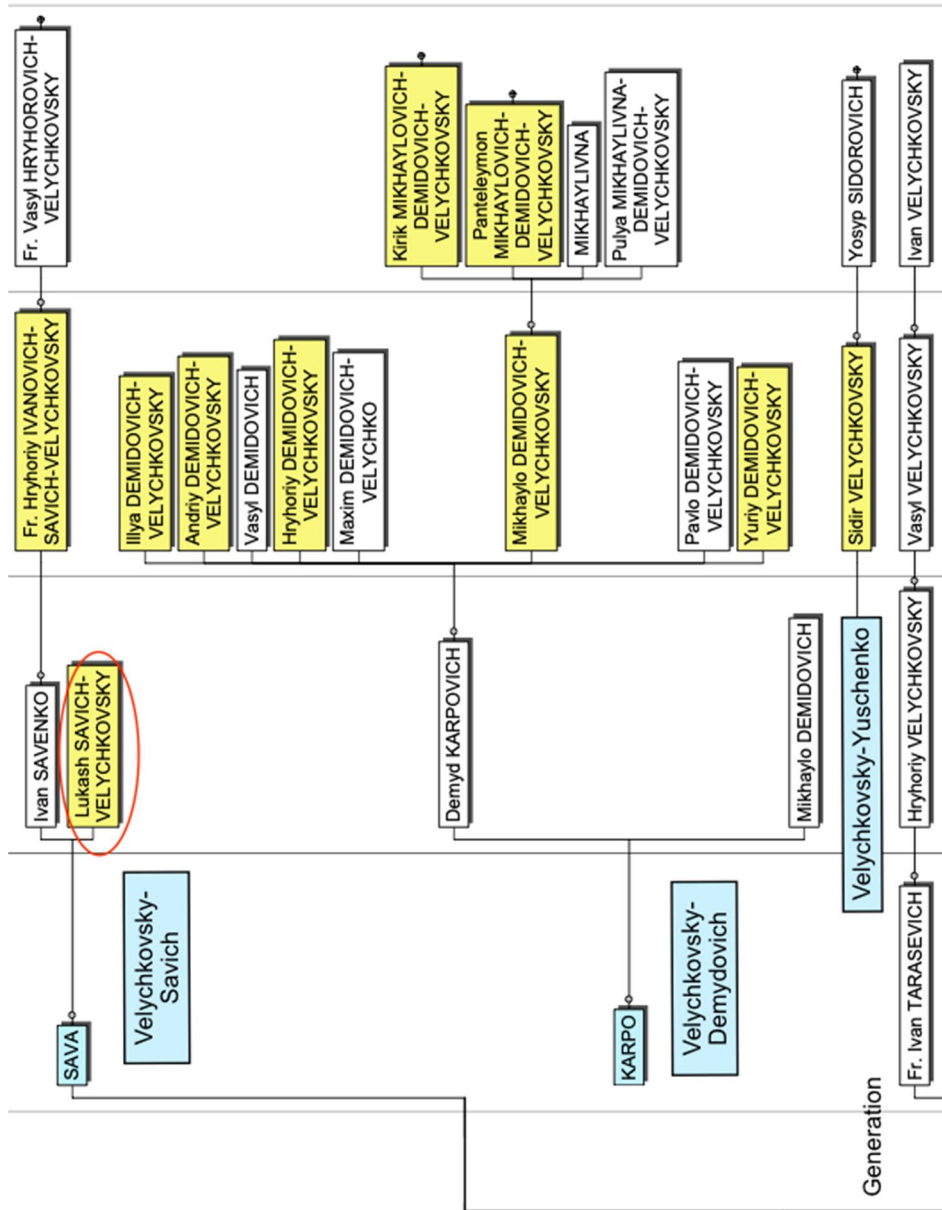 Fr. Vasyl HRYHOROVICH-
VELYCHKOVSKY
Kirik MIKHAYLOVICH-
DEMIDOVICH-
VELYCHKOVSKY
Panteleymon
MIKHAYLOVICH-
DEMIDOVICH-
VELYCHKOVSKY
MIKHAYLIVNA
Pulya MIKHAYLIVNA-
DEMIDOVICH-
VELYCHKOVSKY
Yosyp SIDOROVICH
Ivan VELYCHKOVSKY
Fr. Hryhoriy IVANOVICH-
SAVICH-VELYCHKOVSKY
Illya DEMIDOVICH-
VELYCHKOVSKY
Andriy DEMIDOVICH-
VELYCHKOVSKY
Vasyl DEMIDOVICH
Hryhoriy DEMIDOVICH-
VELYCHKOVSKY
Maxim DEMIDOVICH-
VELYCHKO
Mikhaylo DEMIDOVICH-
VELYCHKOVSKY
Pavlo DEMIDOVICH-
VELYCHKOVSKY
Yuriy DEMIDOVICH-
VELYCHKOVSKY
Sidir VELYCHKOVSKY
Vasyl VELYCHKOVSKY
Ivan SAVENKO
Lukash SAVICH-
VELYCHKOVSKY
Demyd KARPOVICH
Mikhaylo DEMIDOVICH
Velychkovsky-Yuschenko
Hryhoriy VELYCHKOVSKY
SAVA
Velychkovsky-
Savich
KARPO
Velychkovsky-
Demydovich
Fr. Ivan TARASEVICH
Generation